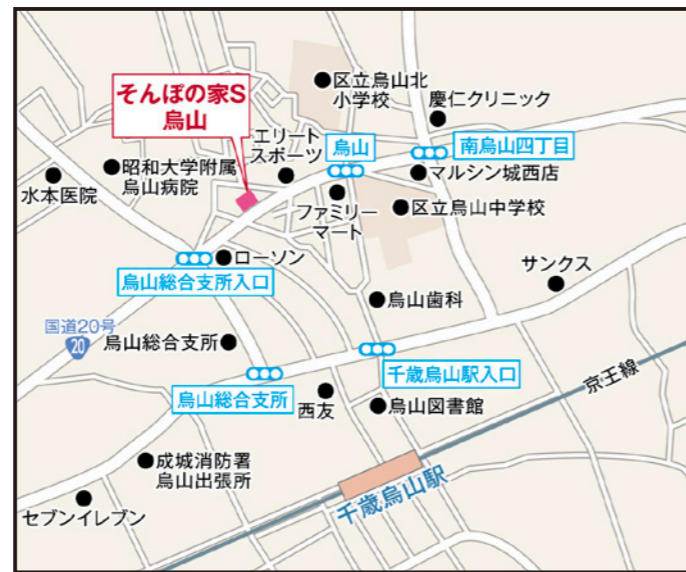 そんぽの家S
烏山
区立烏山北
小学校
慶仁クリニック
エリート
スポーツ
烏山
南烏山四丁目
昭和大学附属
烏山病院
水本医院
マルシン城西店
ファミリー
マート
区立烏山中学校
ローソン
サンクス
烏山総合支所入口
烏山歯科
国道20号
20
烏山総合支所
千歳烏山駅入口
京王線
烏山総合支所
西友
烏山図書館
成城消防署
烏山出張所
千歳烏山駅
セブンイレブン